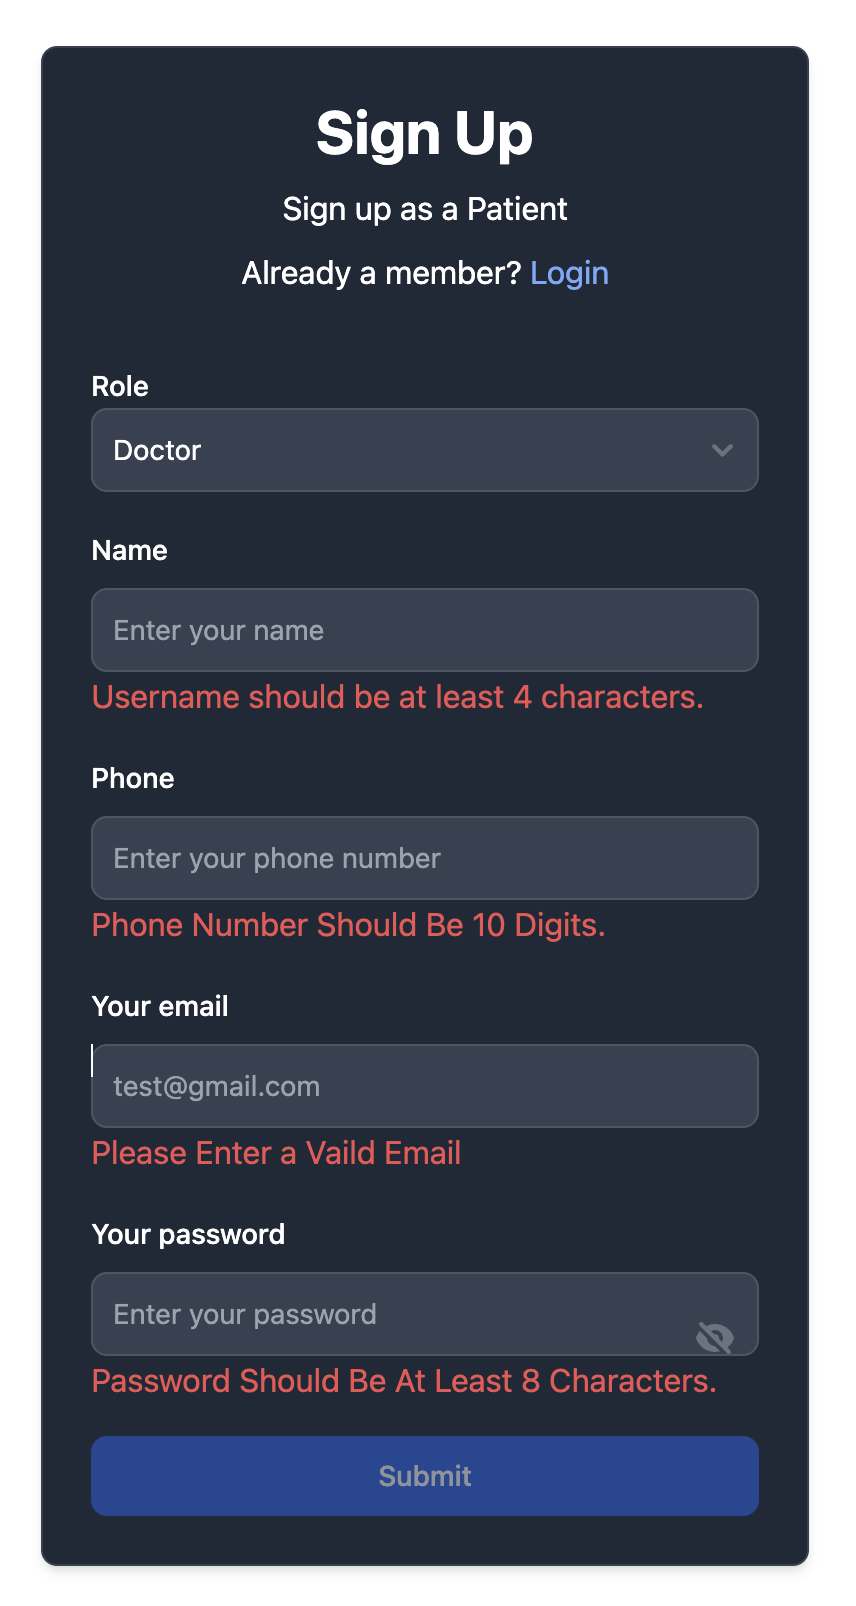 Sign Up
Sign up as a Patient
Already a member? Login
Role
Doctor
Name
Enter your name
Username should be at least 4 characters.
Phone
Enter your phone number
Phone Number Should Be 10 Digits.
Your email
test@gmail.com
Please Enter a Vaild Email
Your password
Enter your password
Password Should Be At Least 8 Characters.
Submit